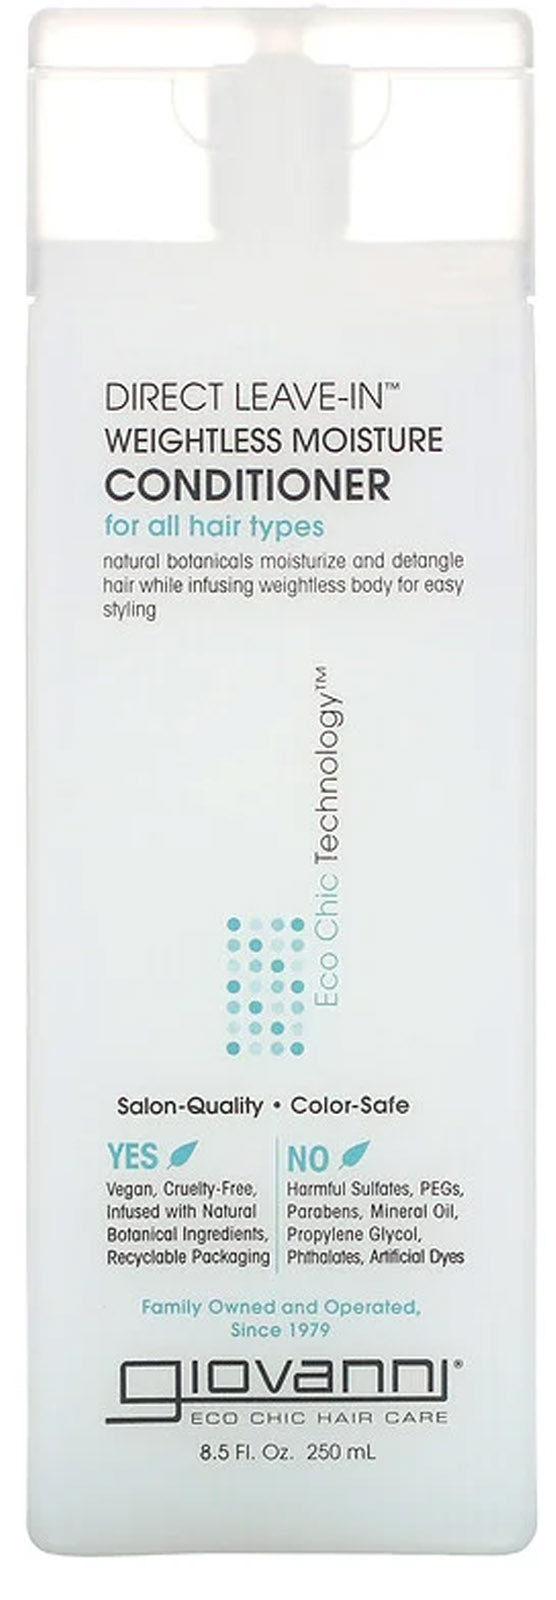 DIRECT LEAVE-IN™
WEIGHTLESS MOISTURE
CONDITIONER
for all hair types
natural botanicals moisturize and detangle
hair while infusing weightless body for easy
styling
Eco Chic Technology™
Salon-Quality • Color-Safe
YES
Vegan, Cruelty-Free,
Infused with Natural
Botanical Ingredients,
Recyclable Packaging
NO
Harmful Sulfates, PEGs,
Parabens, Mineral Oil,
Propylene Glycol,
Phthalates, Artificial Dyes
Family Owned and Operated,
Since 1979
giovanni®
ECO CHIC HAIR CARE
8.5 Fl. Oz. 250 mL